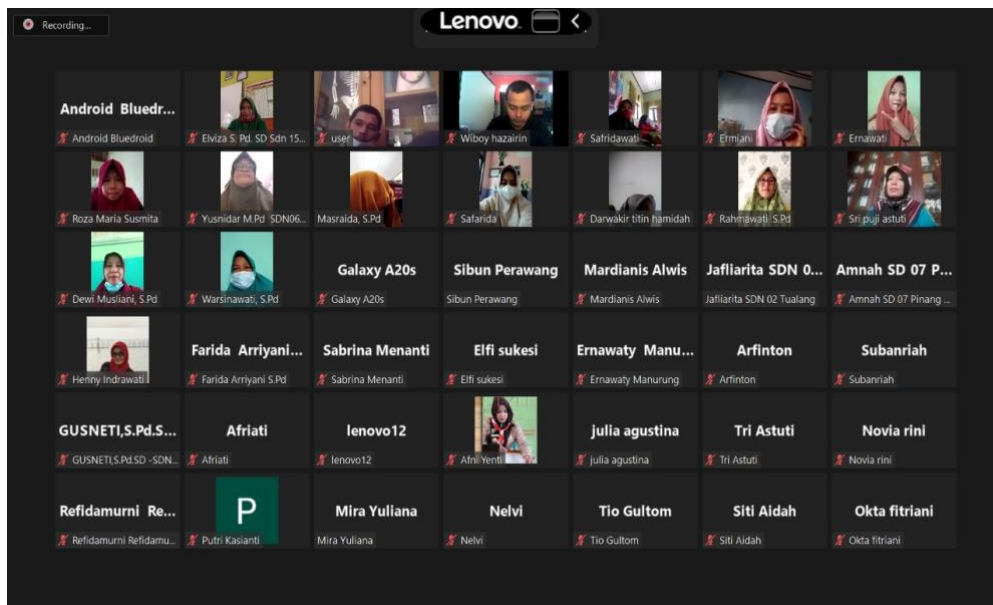 Recording...
Lenovo.
Android Bluedr...
Android Bluedroid
Elviza S. Pd. SD Sdn 15...
user
Wiboy hazairin
Safridawati
Ermiani
Ernawati
Roza Maria Susmita
Yusnidar M.Pd SDN06...
Masraida, S.Pd
Safarida
Darwakir titin hamidah
Rahmawati S.Pd
Sri puji astuti
Dewi Musliani, S.Pd
Warsinawati, S.Pd
Galaxy A20s
Galaxy A20s
Sibun Perawang
Sibun Perawang
Mardianis Alwis
Mardianis Alwis
Jafliarita SDN 0...
Jafliarita SDN 02 Tualang
Amnah SD 07 P...
Amnah SD 07 Pinang ...
Henny Indrawati
Farida Arriyani...
Farida Arriyani S.Pd
Sabrina Menanti
Sabrina Menanti
Elfi sukesi
Elfi sukesi
Ernawaty Manu...
Ernawaty Manurung
Arfinton
Arfinton
Subanriah
Subanriah
GUSNETI,S.Pd.S...
GUSNETI,S.Pd.SD -SDN...
Afriati
Afriati
lenovo12
lenovo12
Afni Yenti
julia agustina
julia agustina
Tri Astuti
Tri Astuti
Novia rini
Novia rini
Refidamurni Re...
Refidamurni Refidamu...
P
Putri Kasianti
Mira Yuliana
Mira Yuliana
Nelvi
Nelvi
Tio Gultom
Tio Gultom
Siti Aidah
Siti Aidah
Okta fitriani
Okta fitriani